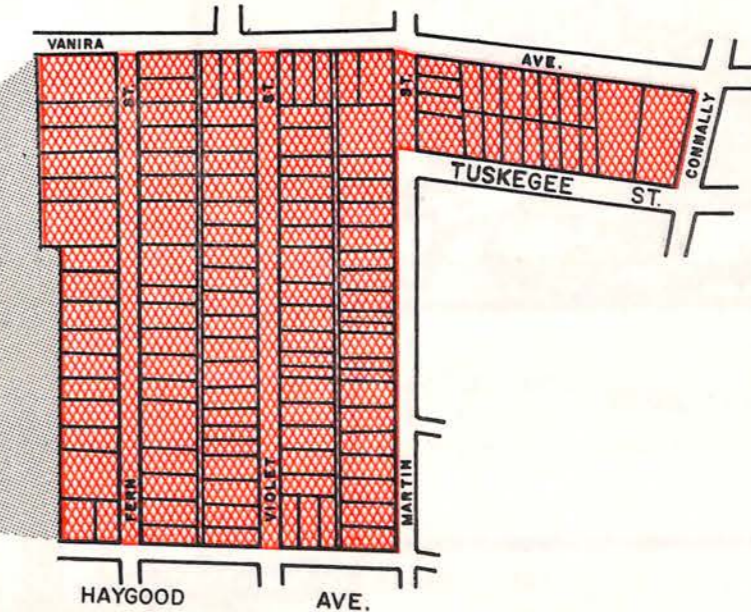 VANIRA
AVE.
ST.
ST.
ST.
CONNALLY
TUSKEGEE ST.
FERN
VIOLET
MARTIN
HAYGOOD AVE.